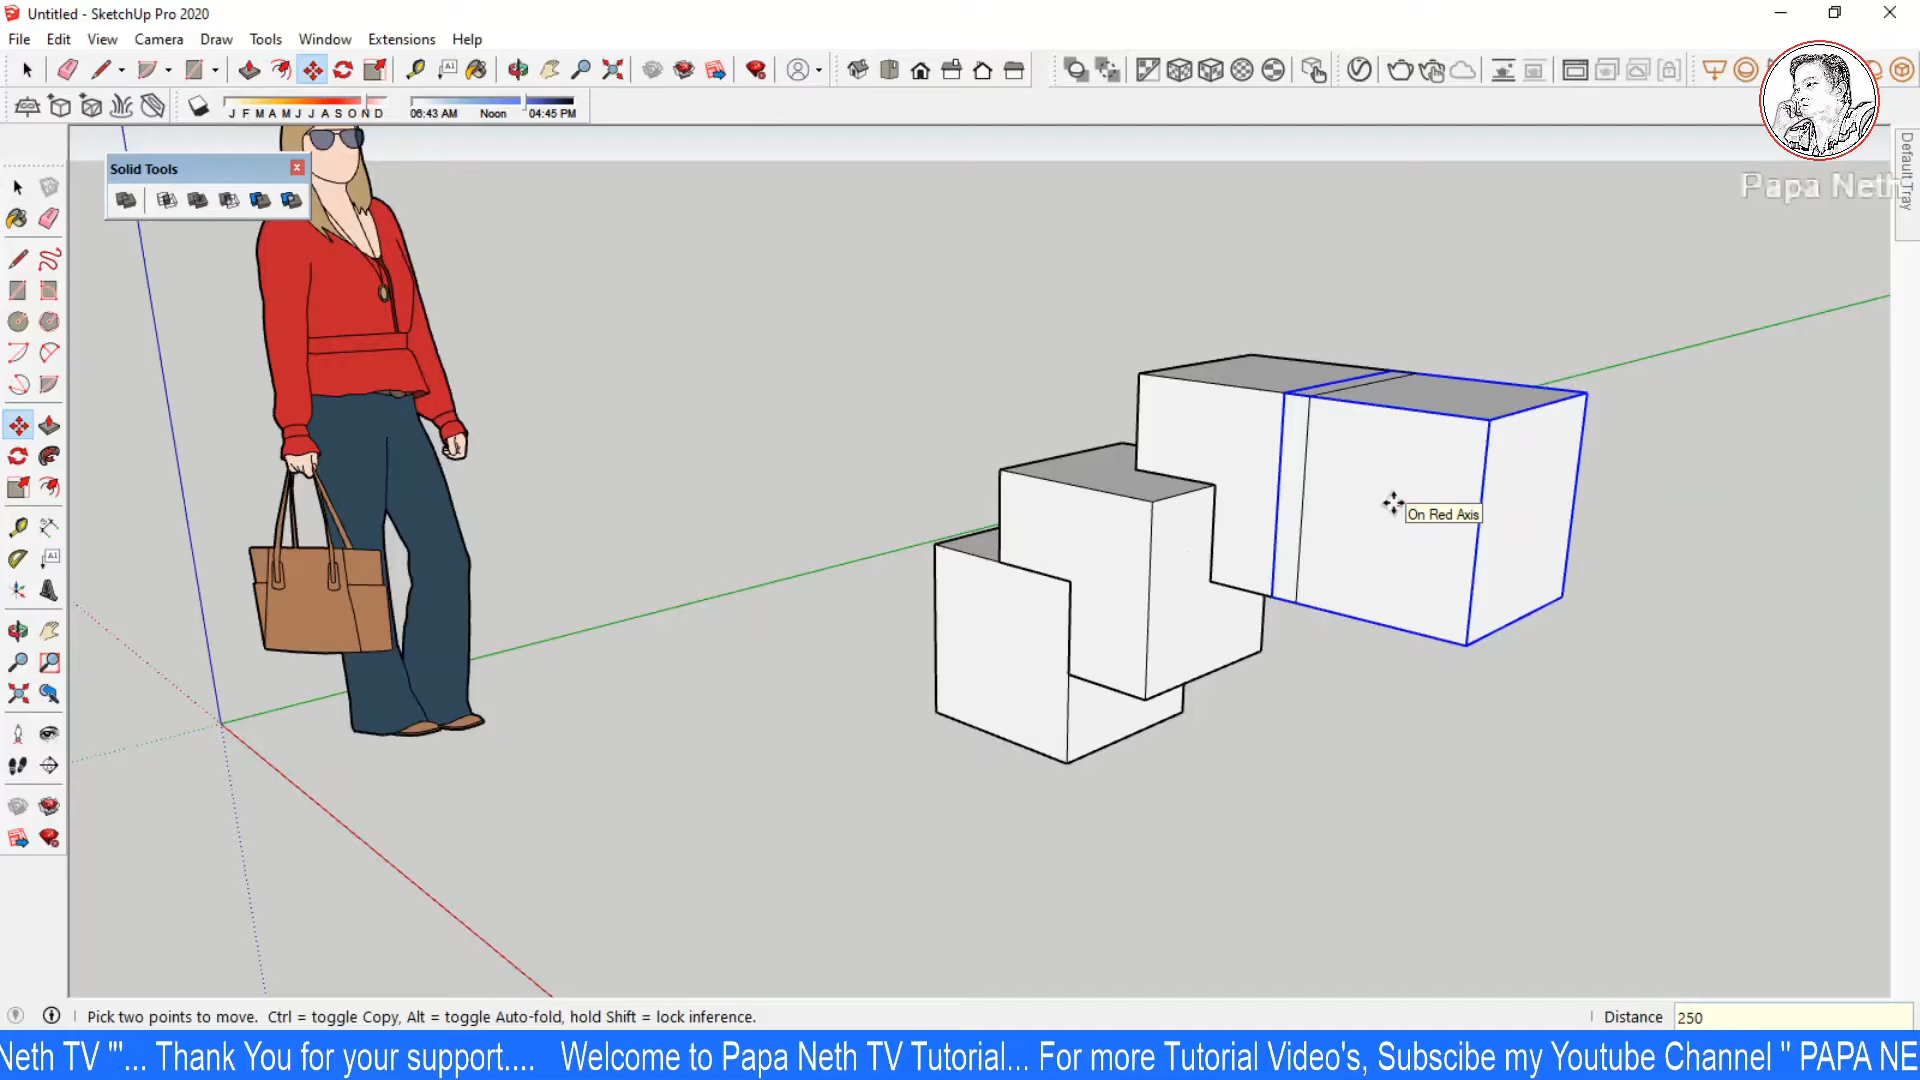 Untitled - SketchUp Pro 2020
File Edit View Camera Draw Tools Window Extensions Help
J F M A M J J A S O N D 06:43 AM Noon 04:45 PM
Solid Tools
Default Tray
Papa Neth
On Red Axis
Pick two points to move. Ctrl = toggle Copy, Alt = toggle Auto-fold, hold Shift = lock inference.
Distance 250
Neth TV "'... Thank You for your support.... Welcome to Papa Neth TV Tutorial... For more Tutorial Video's, Subscibe my Youtube Channel " PAPA NE